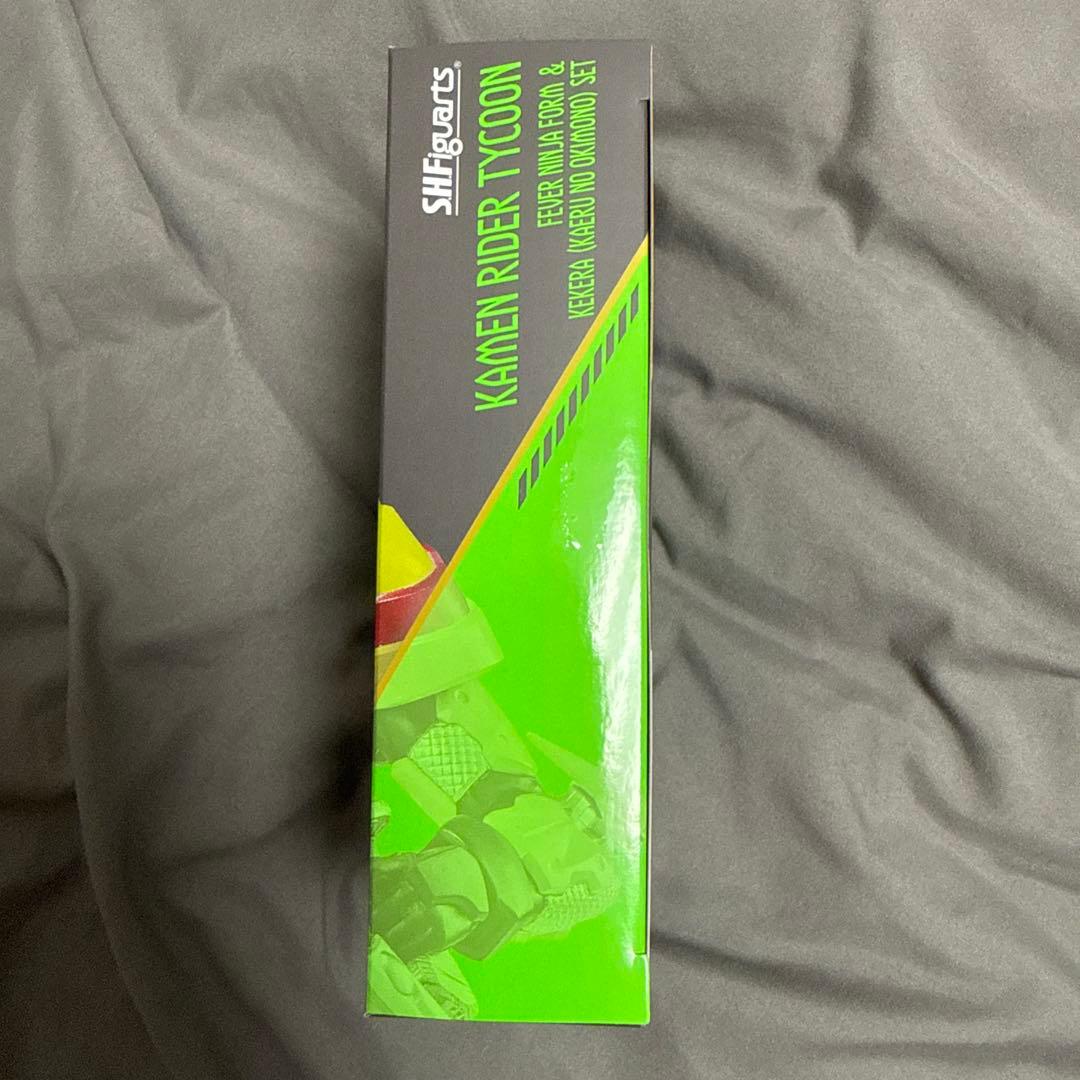 S.H.Figuarts®
KAMEN RIDER TYCOON
FEVER NINJA FORM &
KEKERA (KAERU NO OKIMONO) SET